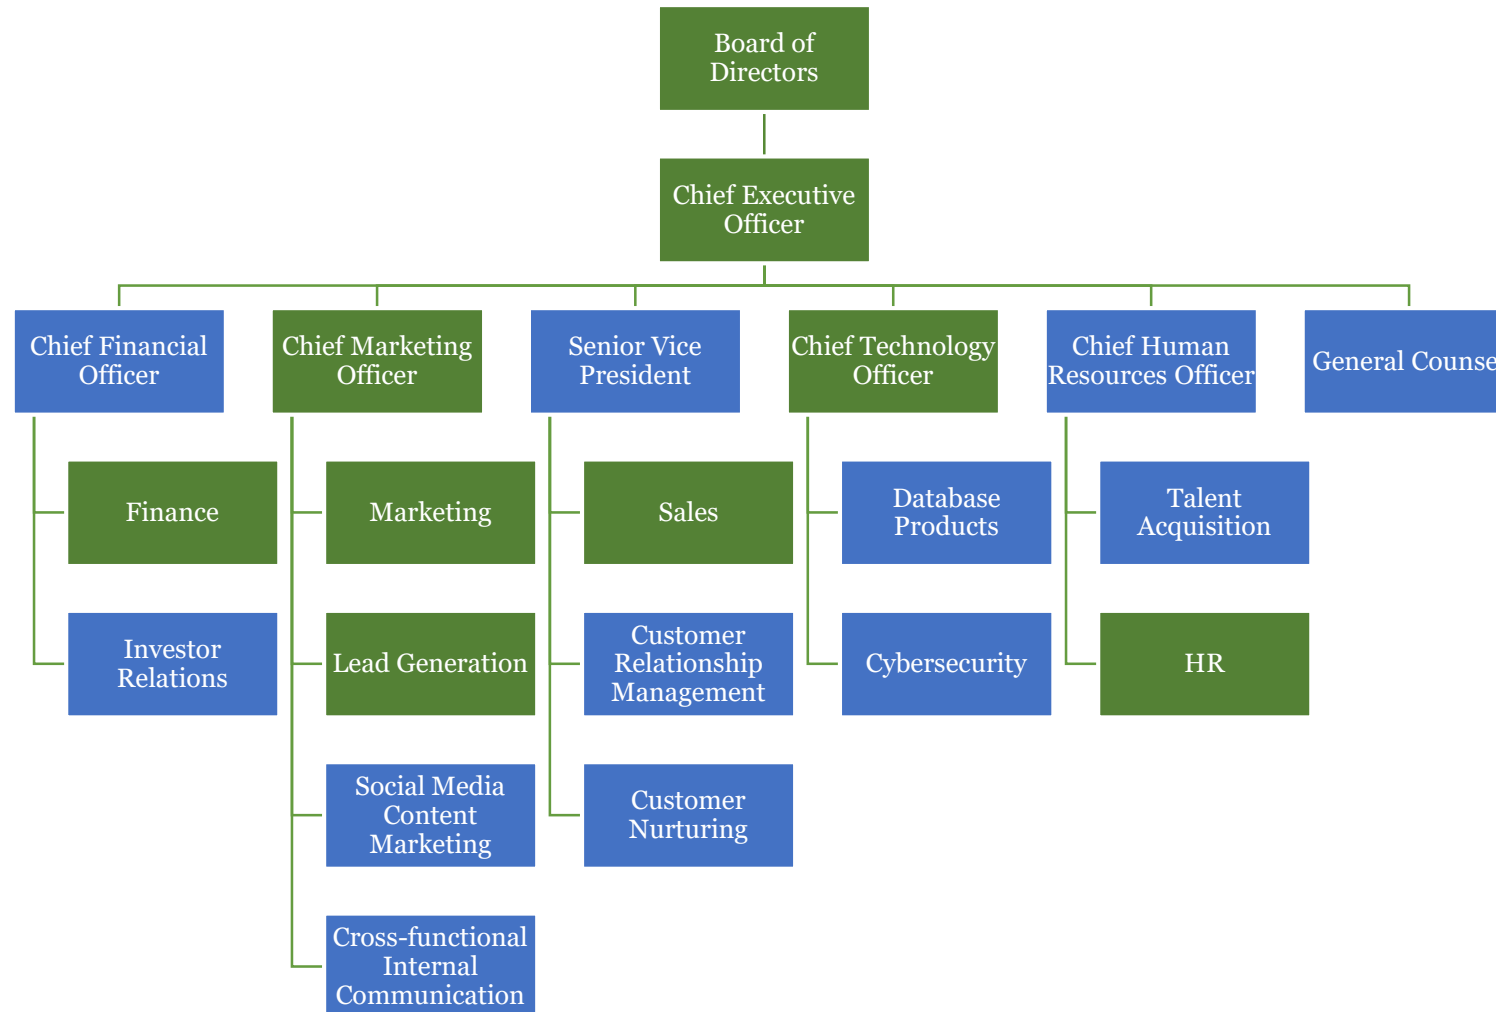 Board of
Directors
Chief Executive
Officer
Chief Financial
Officer
Chief Marketing
Officer
Senior Vice
President
Chief Technology
Officer
Chief Human
Resources Officer
General Counse
Finance
Marketing
Sales
Database
Products
Talent
Acquisition
Investor
Relations
Lead Generation
Customer
Relationship
Management
Cybersecurity
HR
Social Media
Content
Marketing
Customer
Nurturing
Cross-functional
Internal
Communication